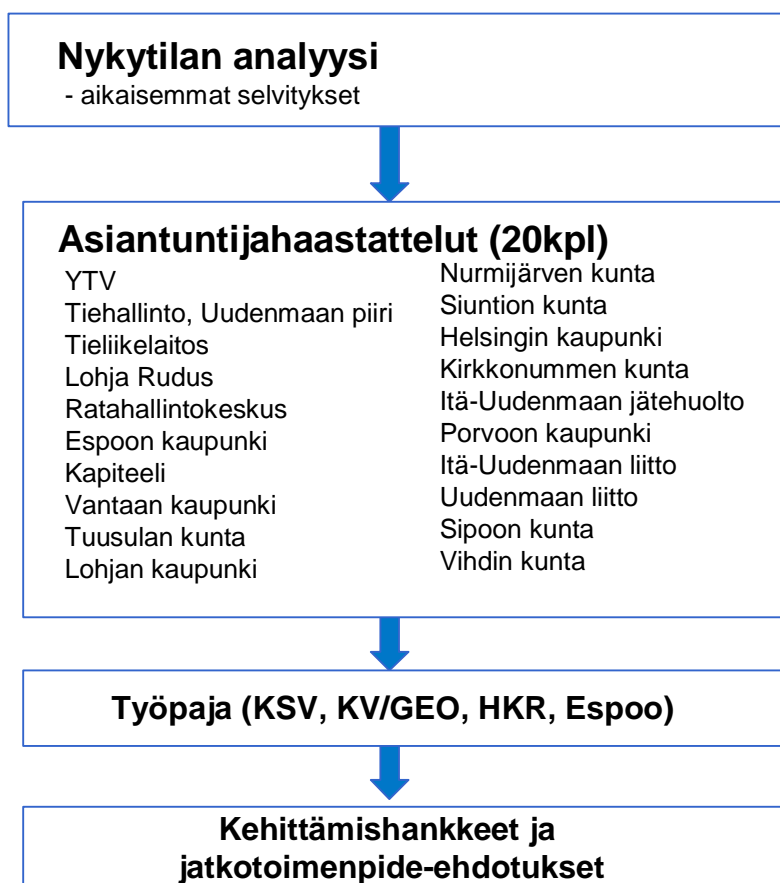 Nykytilan analyysi
- aikaisemmat selvitykset
Asiantuntijahaastattelut (20kpl)
YTV
Tiehallinto, Uudenmaan piiri
Tieliikelaitos
Lohja Rudus
Ratahallintokeskus
Espoon kaupunki
Kapiteeli
Vantaan kaupunki
Tuusulan kunta
Lohjan kaupunki
Nurmijärven kunta
Siuntion kunta
Helsingin kaupunki
Kirkkonummen kunta
Itä-Uudenmaan jätehuolto
Porvoon kaupunki
Itä-Uudenmaan liitto
Uudenmaan liitto
Sipoon kunta
Vihdin kunta
Työpaja (KSV, KV/GEO, HKR, Espoo)
Kehittämishankkeet ja
jatkotoimenpide-ehdotukset